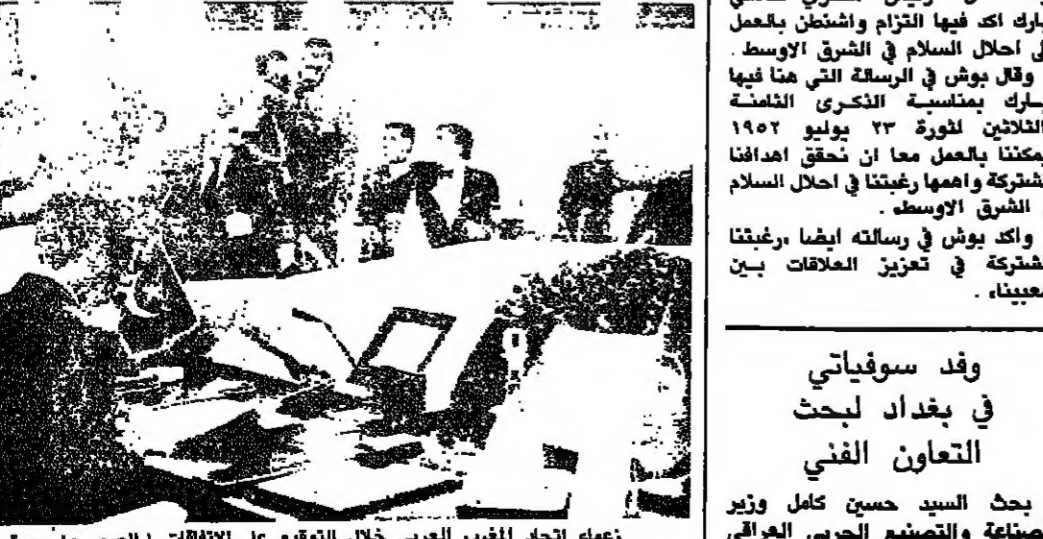 مبارك اكد فيها التزام واشنطن بالعمل
على احلال السلام في الشرق الاوسط .
وقال بوش في الرسالة التي هنا فيها
مبارك بمناسبة الذكرى الثامنة
والثلاثين لثورة ٢٣ يوليو ١٩٥٢
يمكننا بالعمل معا ان نحقق اهدافنا
المشتركة واهمها رغبتنا في احلال السلام
الشرق الاوسط» .
واكد بوش في رسالته ايضا «رغبتنا
المشتركة في تعزيز العلاقات بين
شعبينا» .
وفد سوفياتي
في بغداد لبحث
التعاون الفني
بحث السيد حسين كامل وزير
الصناعة والتصنيع الحربي العراقي
زعماء اتحاد المغرب العربي خلال التوقيع على الاتفاقيات